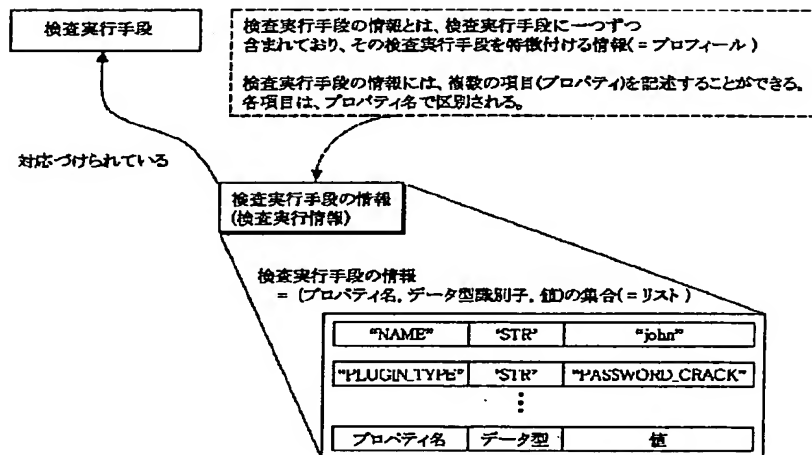 検査実行手段
検査実行手段の情報とは、検査実行手段に一つずつ
含まれており、その検査実行手段を特徴付ける情報(=プロフィール)
検査実行手段の情報には、複数の項目(プロパティ)を記述することができる。
各項目は、プロパティ名で区別される。
対応づけられている
検査実行手段の情報
(検査実行情報)
検査実行手段の情報
= (プロパティ名, データ型識別子, 値)の集合(=リスト)
"NAME" "STR" "john"
"PLUGIN_TYPE" "STR" "PASSWORD_CRACK"
プロパティ名 データ型 値